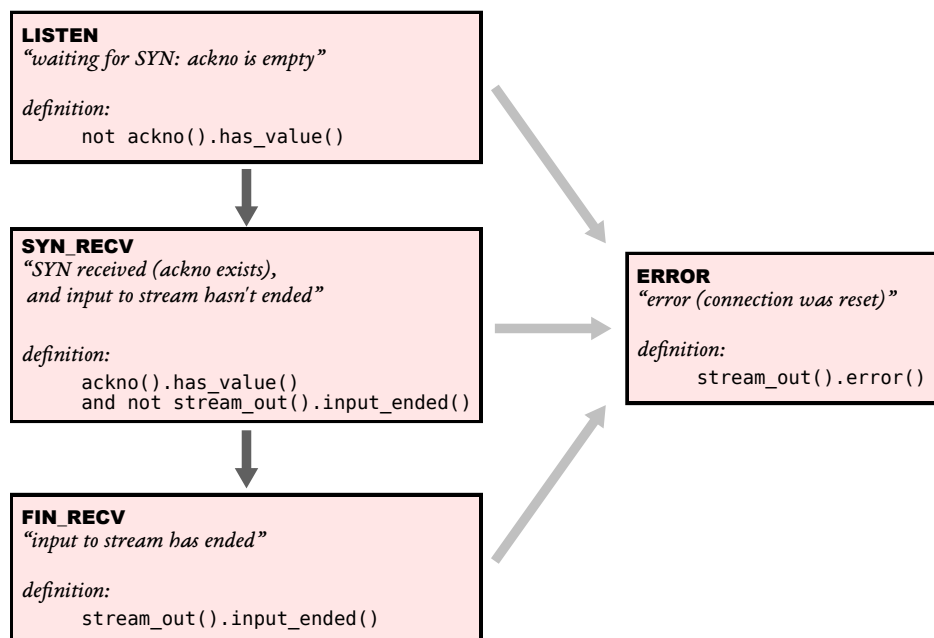 LISTEN
“waiting for SYN: ackno is empty”
definition:
not ackno().has_value()
SYN_RECV
“SYN received (ackno exists),
and input to stream hasn't ended”
definition:
ackno().has_value()
and not stream_out().input_ended()
FIN_RECV
“input to stream has ended”
definition:
stream_out().input_ended()
ERROR
“error (connection was reset)”
definition:
stream_out().error()